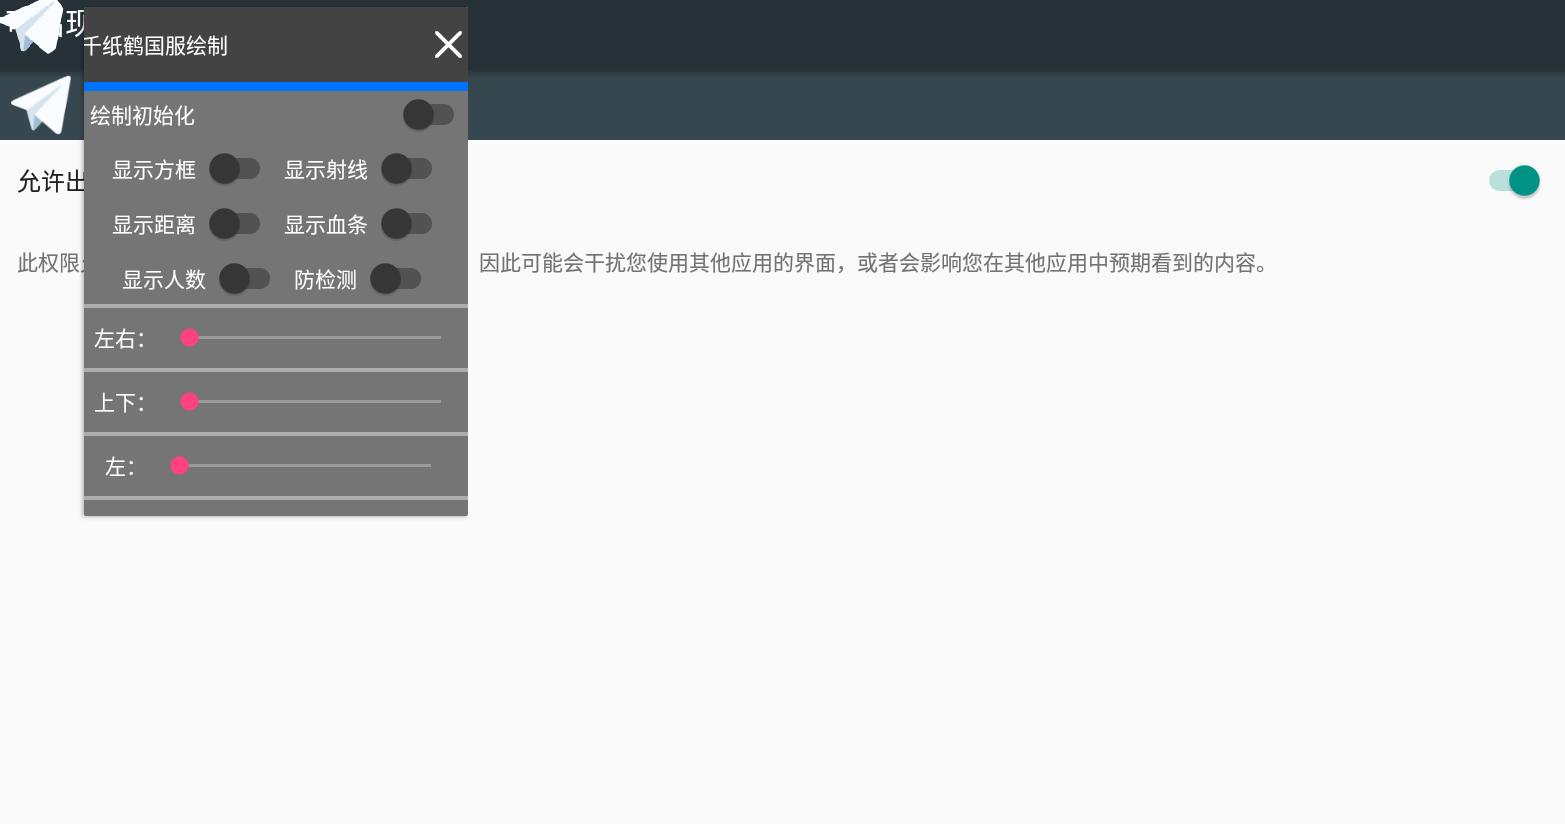 现
千纸鹤国服绘制
绘制初始化
允许出
显示方框 显示射线
显示距离 显示血条
此权限 因此可能会干扰您使用其他应用的界面，或者会影响您在其他应用中预期看到的内容。
显示人数 防检测
左右：
上下：
左：